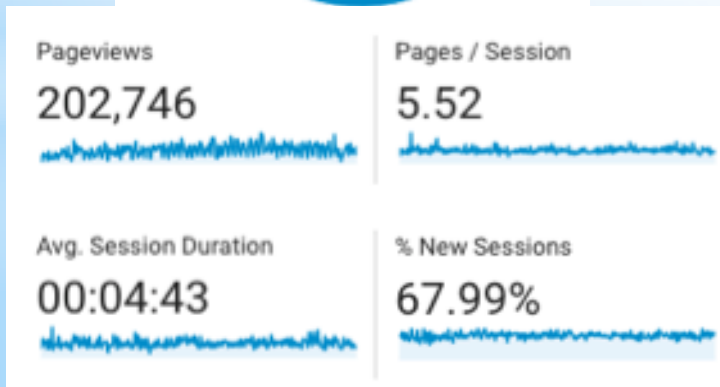 Pageviews
202,746
Pages / Session
5.52
Avg. Session Duration
00:04:43
% New Sessions
67.99%